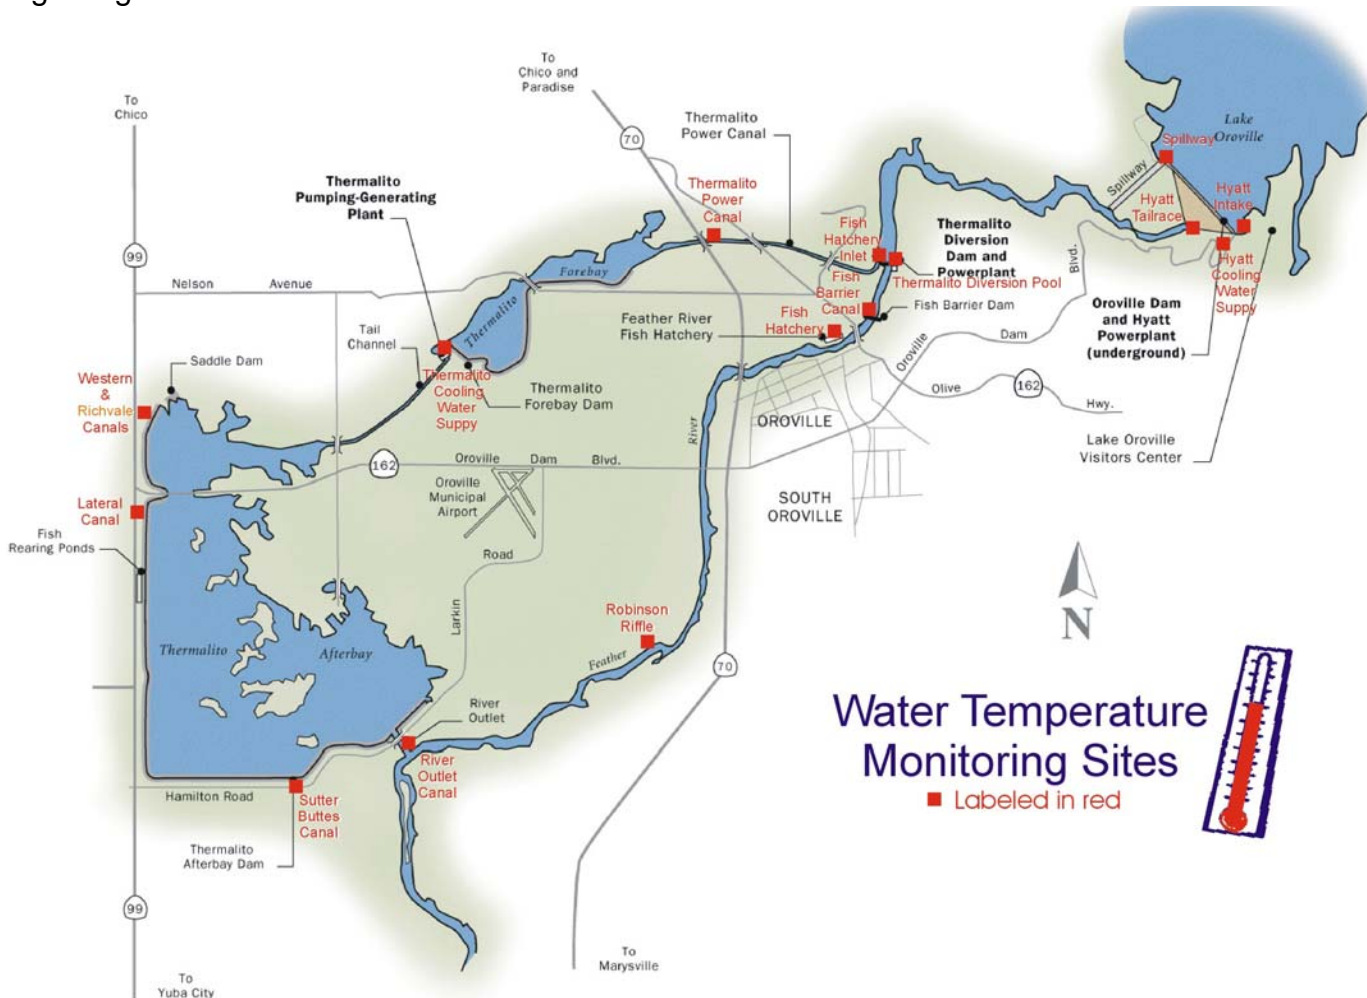 To
Chico and
Paradise
To
Chico
70
Thermalito
Power Canal
Lake
Oroville
Spillway
Spillway
Thermalito
Pumping-Generating
Plant
Thermalito
Power
Canal
Hyatt
Tailrace
Hyatt
Intake
Fish
Hatchery
Inlet
Thermalito
Diversion
Dam and
Powerplant
99
Forebay
Thermalito
Nelson Avenue
Fish
Barrier
Canal
Thermalito Diversion Pool
Blvd.
Hyatt
Cooling
Water
Suppy
Fish Barrier Dam
Oroville Dam
and Hyatt
Powerplant
(underground)
Feather River
Fish Hatchery
Fish
Hatchery
Tail
Channel
Oroville
Dam
Saddle Dam
Western
&
Richvale
Canals
Thermalito
Cooling
Water
Suppy
Thermalito
Forebay Dam
Olive
162
Hwy.
OROVILLE
River
Lake Oroville
Visitors Center
162
Oroville Dam Blvd.
Oroville
Municipal
Airport
SOUTH
OROVILLE
Lateral
Canal
Fish
Rearing Ponds
Road
Larkin
Robinson
Riffle
N
Thermalito
Afterbay
Feather
70
River
Outlet
Water Temperature
Monitoring Sites
Labeled in red
River
Outlet
Canal
Hamilton Road
Sutter
Buttes
Canal
Thermalito
Afterbay Dam
99
To
Marysville
To
Yuba City